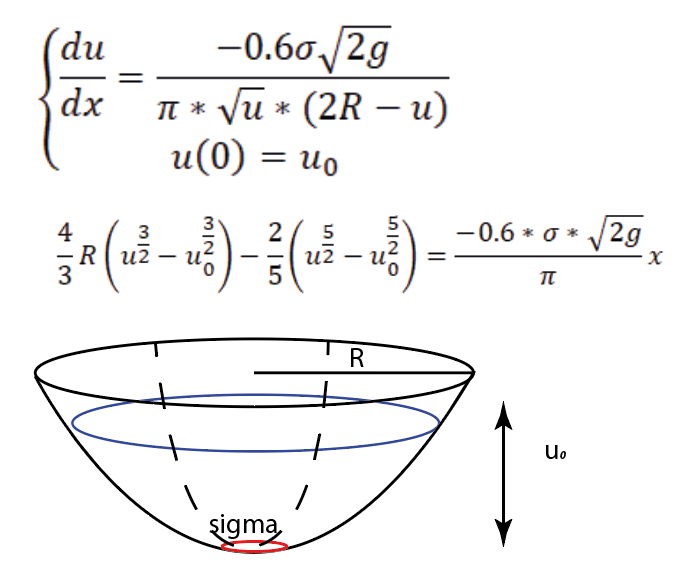 du/dx = −0.6σ√2g / π * √u * (2R − u)
u(0) = u₀
4/3 R (u^(3/2) − u₀^(3/2)) − 2/5 (u^(5/2) − u₀^(5/2)) = −0.6 * σ * √2g / π x
R
u₀
sigma